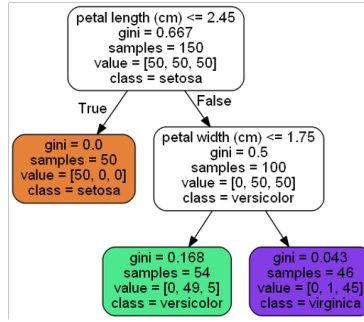 petal length (cm) <= 2.45
gini = 0.667
samples = 150
value = [50, 50, 50]
class = setosa
True
False
gini = 0.0
samples = 50
value = [50, 0, 0]
class = setosa
petal width (cm) <= 1.75
gini = 0.5
samples = 100
value = [0, 50, 50]
class = versicolor
gini = 0.168
samples = 54
value = [0, 49, 5]
class = versicolor
gini = 0.043
samples = 46
value = [0, 1, 45]
class = virginica